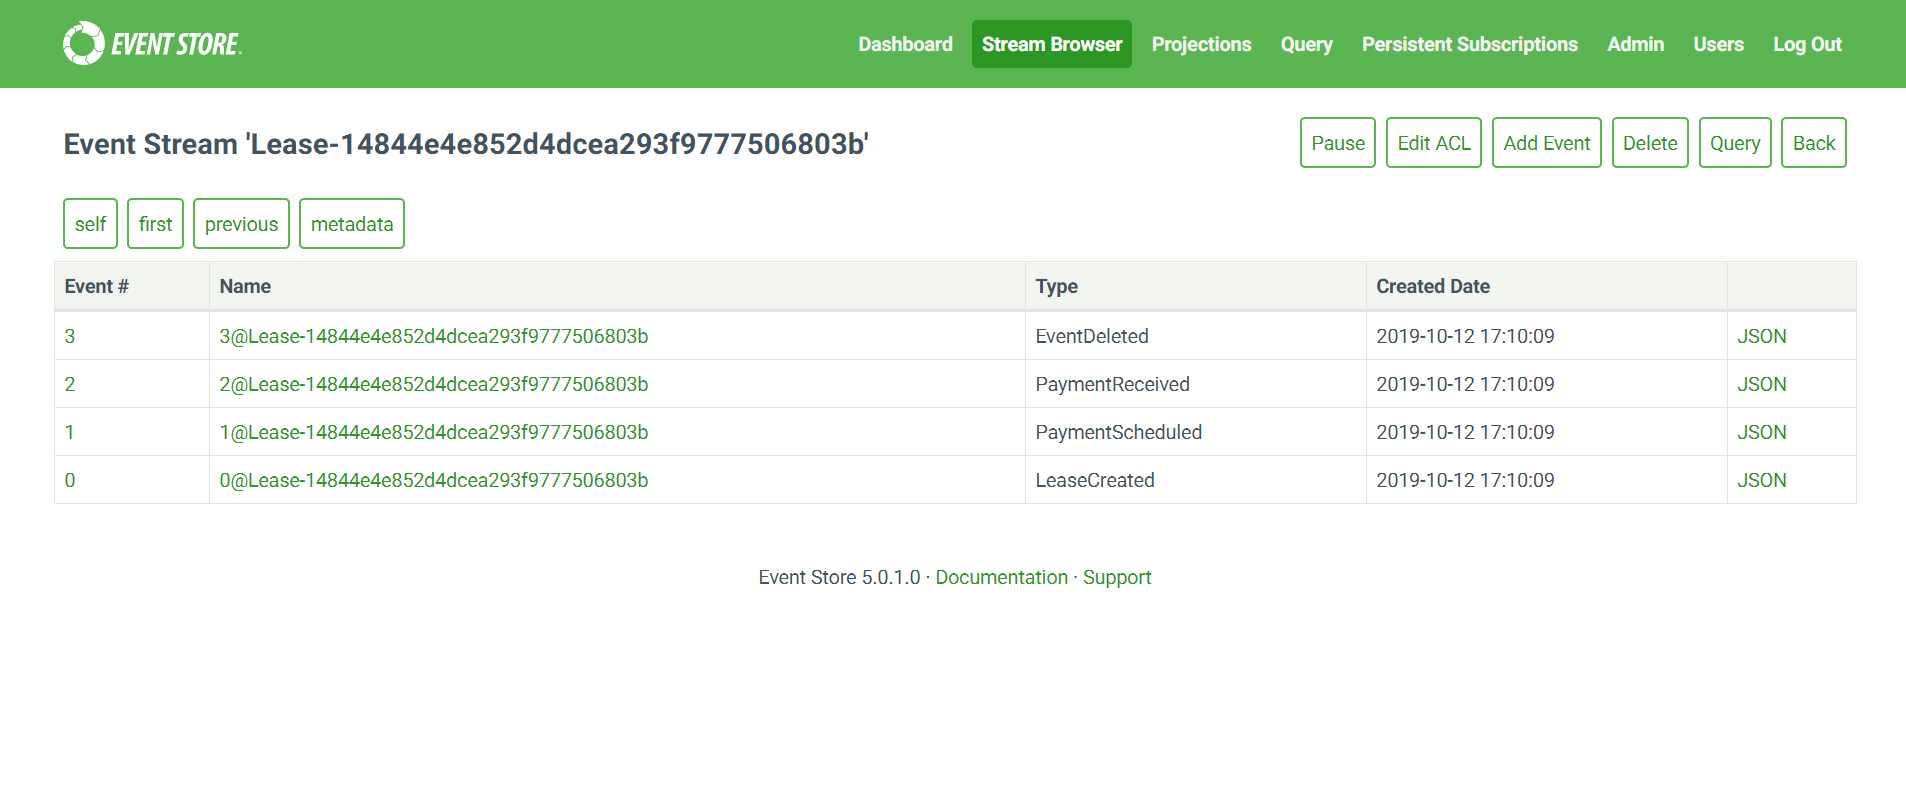 EVENT STORE
Dashboard Stream Browser Projections Query Persistent Subscriptions Admin Users Log Out
Event Stream 'Lease-14844e4e852d4dcea293f9777506803b'
Pause Edit ACL Add Event Delete Query Back
self first previous metadata
Event # Name Type Created Date
3 3@Lease-14844e4e852d4dcea293f9777506803b EventDeleted 2019-10-12 17:10:09 JSON
2 2@Lease-14844e4e852d4dcea293f9777506803b PaymentReceived 2019-10-12 17:10:09 JSON
1 1@Lease-14844e4e852d4dcea293f9777506803b PaymentScheduled 2019-10-12 17:10:09 JSON
0 0@Lease-14844e4e852d4dcea293f9777506803b LeaseCreated 2019-10-12 17:10:09 JSON
Event Store 5.0.1.0 · Documentation · Support